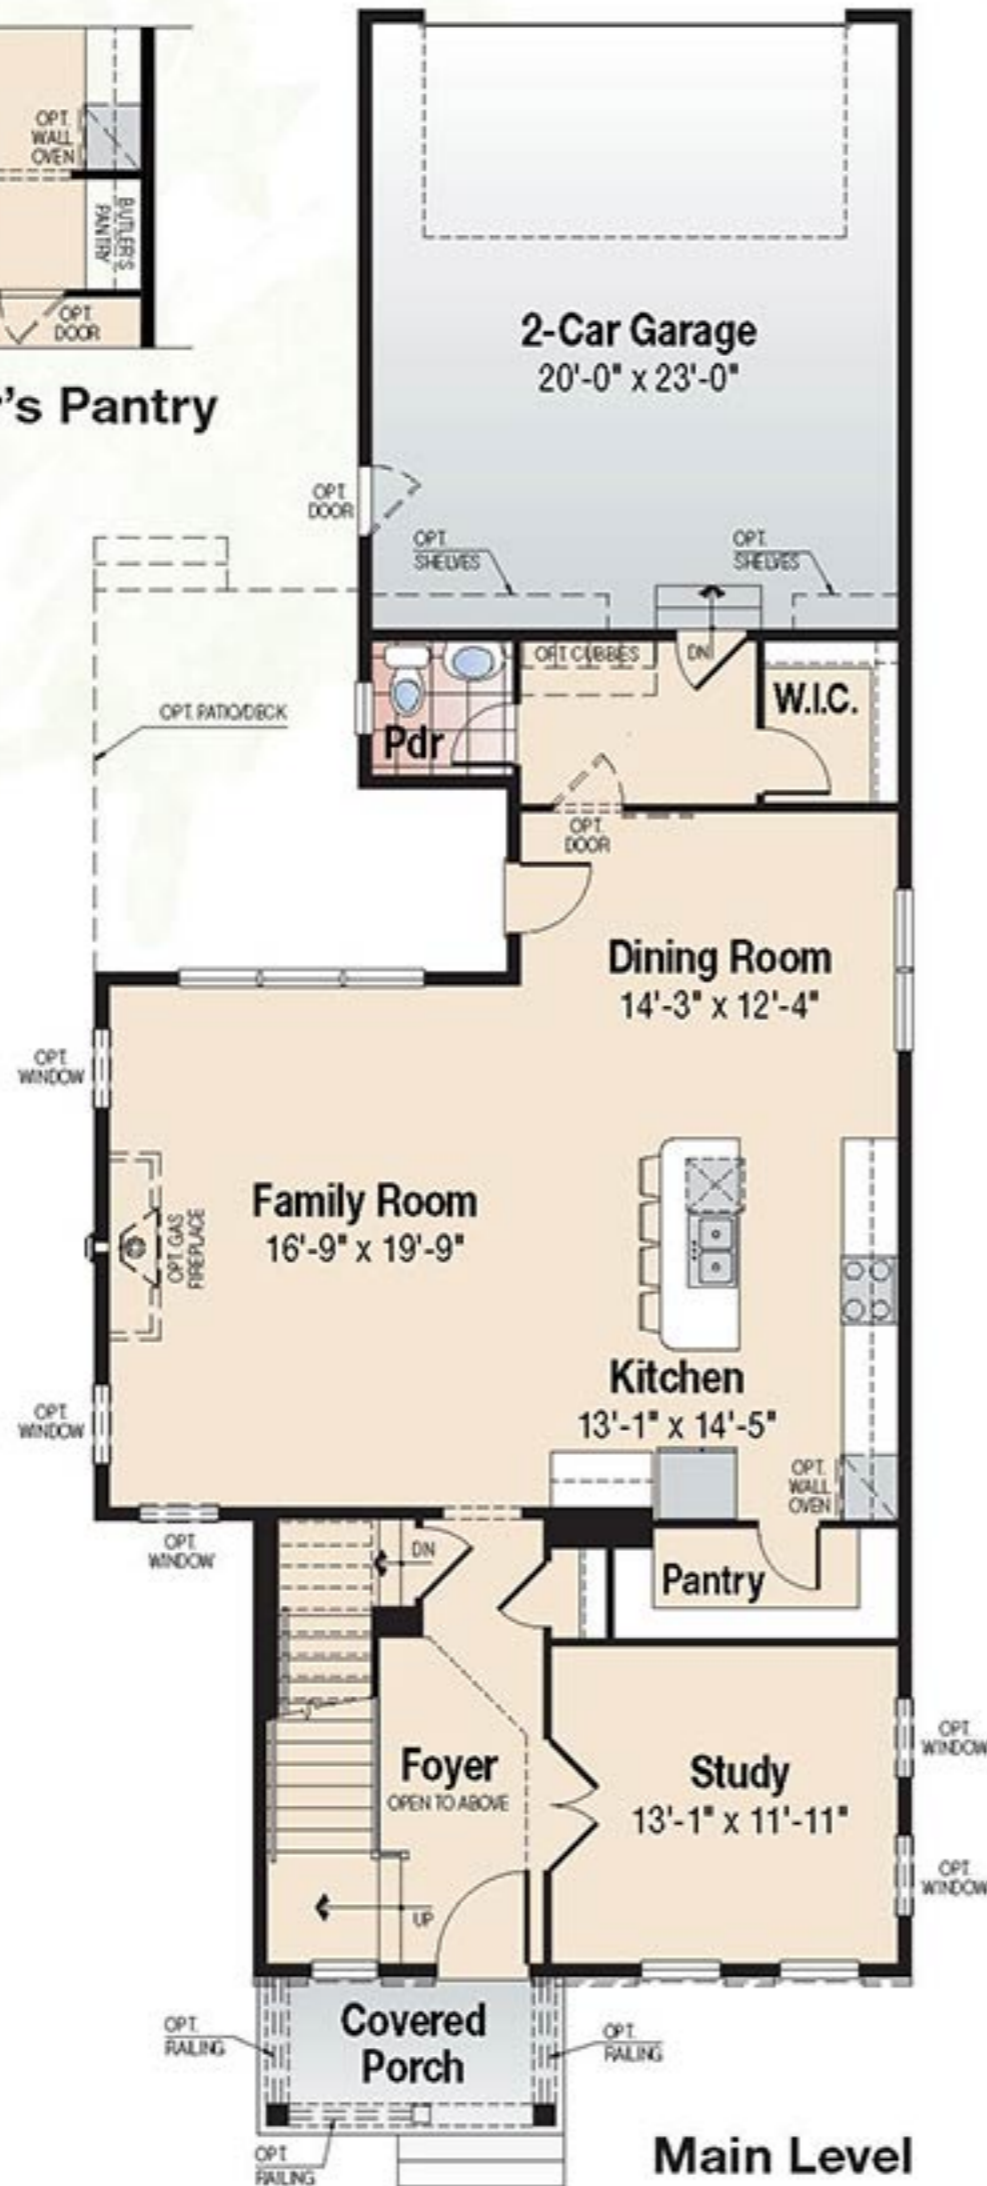 OPT.
WALL
OVEN
BUTLER'S
PANTRY
OPT.
DOOR
's Pantry
2-Car Garage
20'-0" x 23'-0"
OPT.
DOOR
OPT.
SHELVES
OPT.
SHELVES
OPT. CUBBIES
DN
W.I.C.
Pdr
OPT. PATIO/DECK
OPT.
DOOR
Dining Room
14'-3" x 12'-4"
OPT.
WINDOW
Family Room
16'-9" x 19'-9"
OPT. GAS
FIREPLACE
Kitchen
13'-1" x 14'-5"
OPT.
WINDOW
OPT.
WALL
OVEN
OPT.
WINDOW
DN
Pantry
OPT.
WINDOW
Foyer
OPEN TO ABOVE
Study
13'-1" x 11'-11"
OPT.
WINDOW
UP
Covered
Porch
OPT.
RAILING
OPT.
RAILING
OPT.
RAILING
Main Level